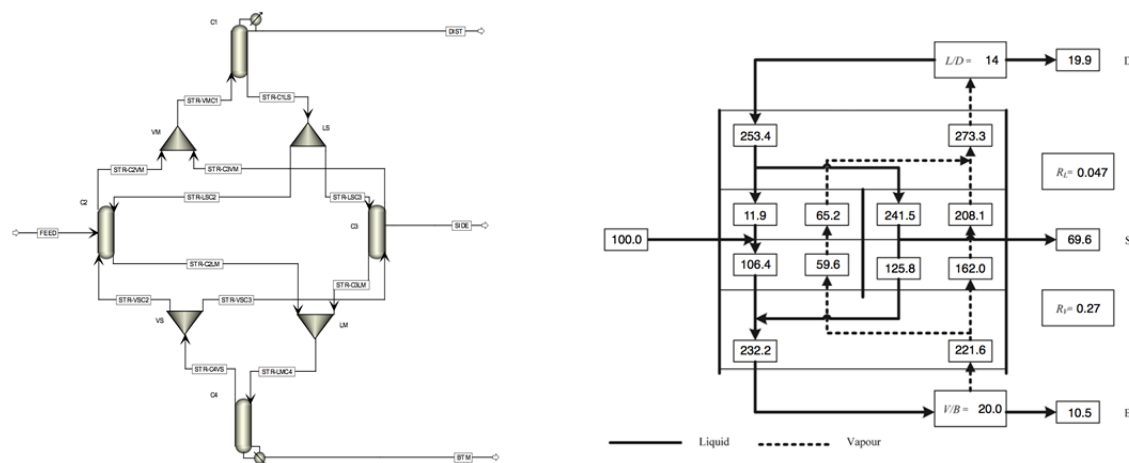 C1
DIST
STR-VMC1
STR-C1LS
VM
LS
STR-C2VM
STR-C3VM
STR-LSC2
STR-LSC3
C2
C3
FEED
SIDE
STR-C2LM
STR-C3LM
STR-VSC2
STR-VSC3
VS
LM
STR-C4VS
STR-LMC4
C4
BTM
L/D = 14
19.9 D
253.4 273.3
R_L = 0.047
11.9 65.2 241.5 208.1
100.0 69.6 S
106.4 59.6 125.8 162.0
R_V = 0.27
232.2 221.6
V/B = 20.0
10.5
Liquid Vapour